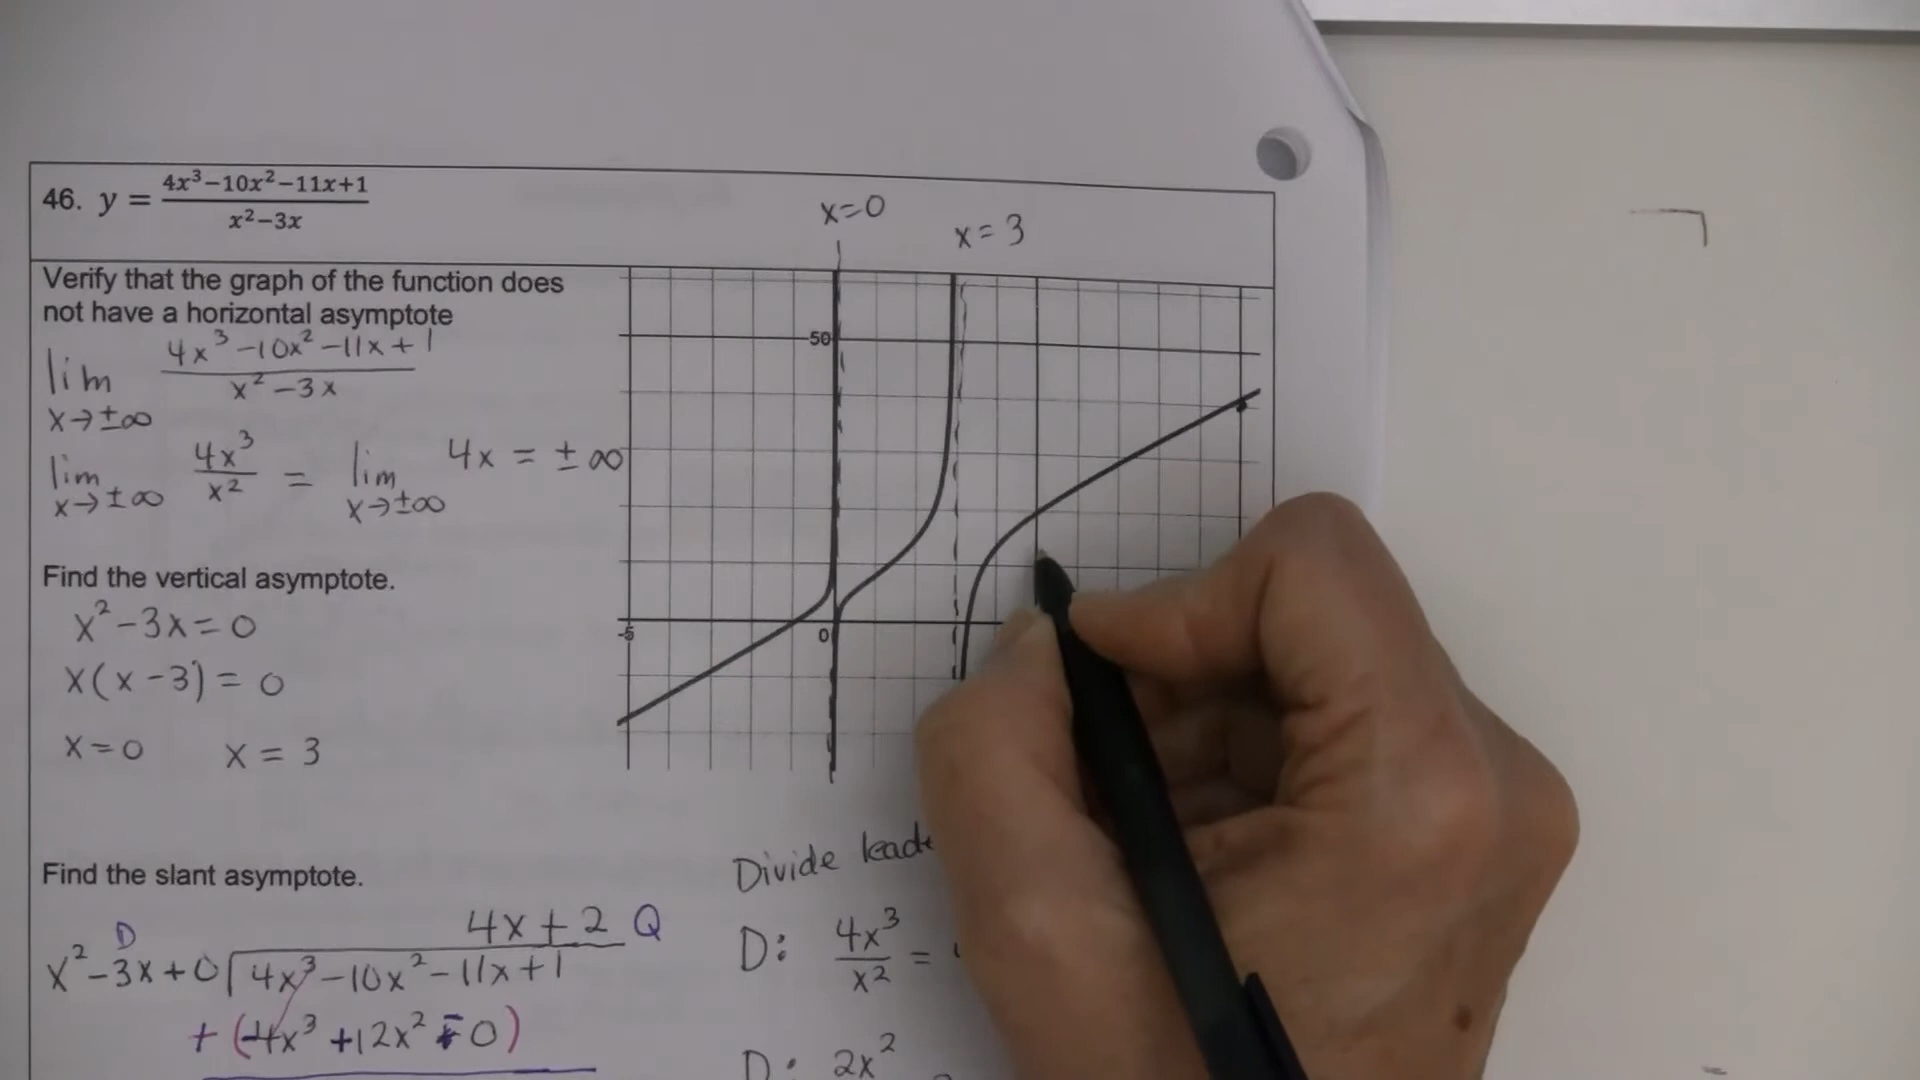 46. y = 4x³−10x²−11x+1
x²−3x
x=0
x=3
Verify that the graph of the function does
not have a horizontal asymptote
lim 4x³−10x²−11x+1
x→±∞ x²−3x
lim 4x³/x² = lim 4x = ±∞
x→±∞ x→±∞
50
-5
0
Find the vertical asymptote.
x²−3x=0
x(x−3)=0
x=0 x=3
Find the slant asymptote.
4x+2 Q
D
x²−3x+0 4x³−10x²−11x+1
+(-4x³+12x² 0)
Divide
D: 4x³/x² =
D: 2x²